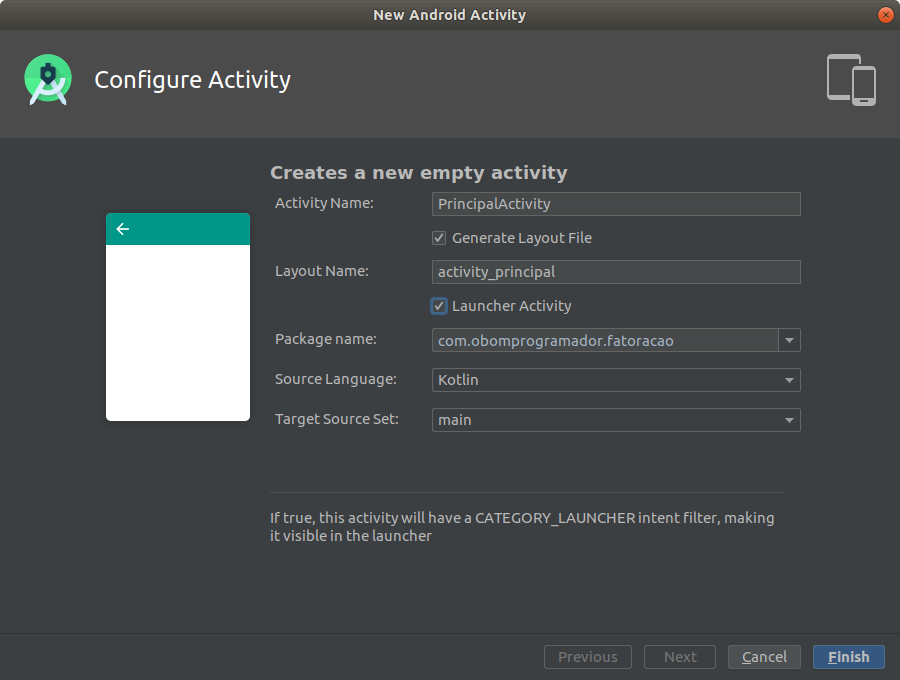 New Android Activity
Configure Activity
Creates a new empty activity
Activity Name: PrincipalActivity
Generate Layout File
Layout Name: activity_principal
Launcher Activity
Package name: com.obomprogramador.fatoracao
Source Language: Kotlin
Target Source Set: main
If true, this activity will have a CATEGORY_LAUNCHER intent filter, making
it visible in the launcher
Previous Next Cancel Finish